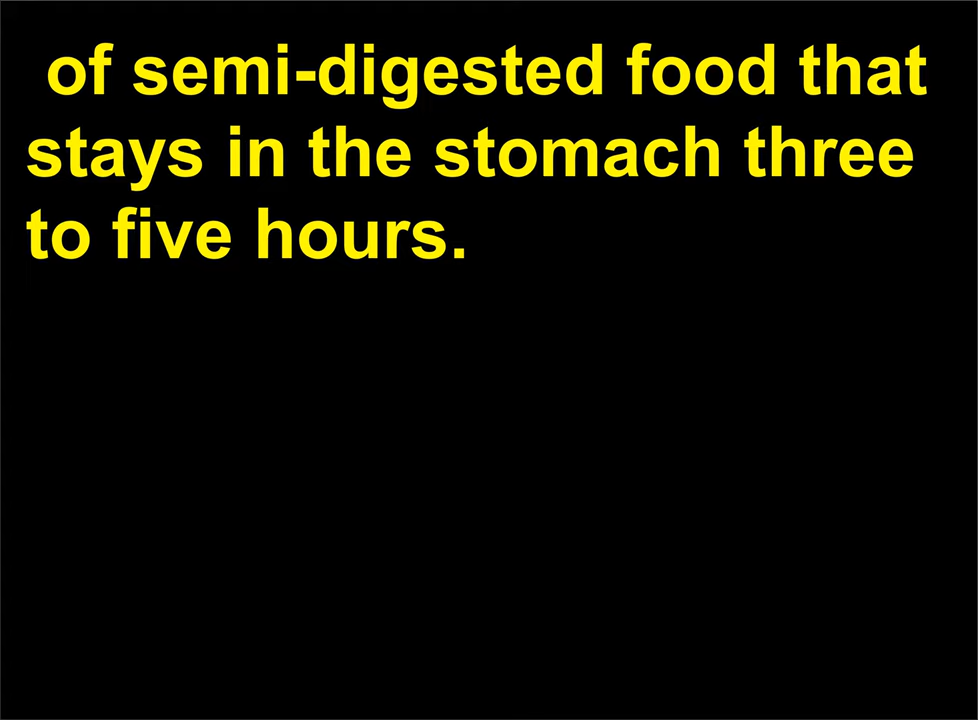 of semi-digested food that
stays in the stomach three
to five hours.